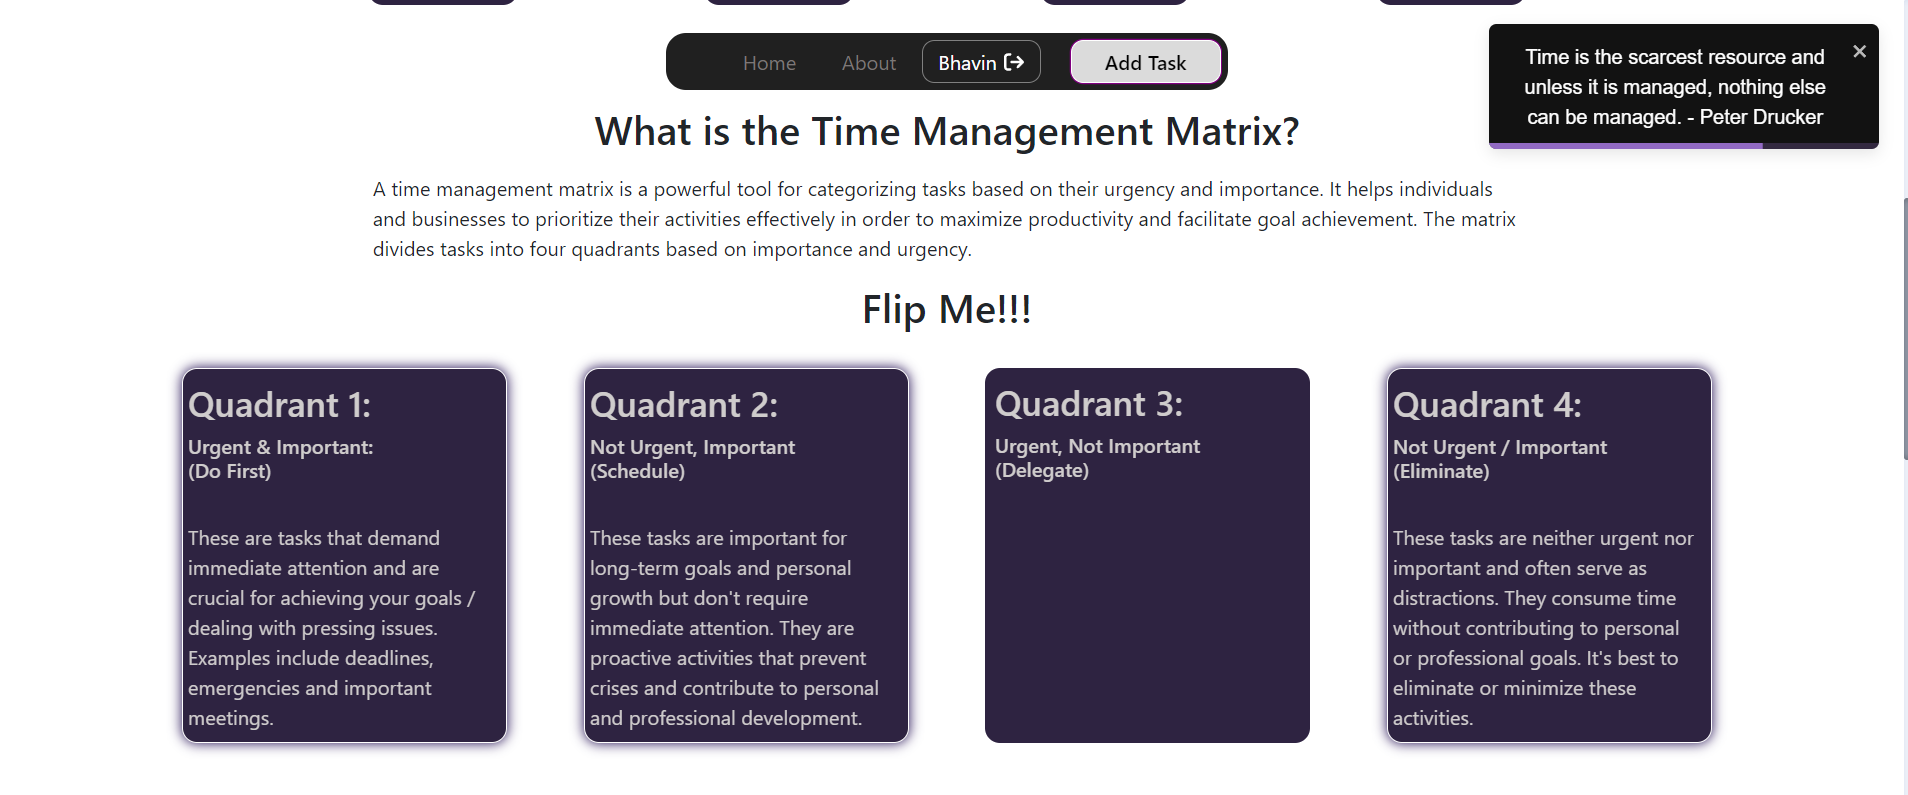 Home About Bhavin Add Task
Time is the scarcest resource and
unless it is managed, nothing else
can be managed. - Peter Drucker
What is the Time Management Matrix?
A time management matrix is a powerful tool for categorizing tasks based on their urgency and importance. It helps individuals
and businesses to prioritize their activities effectively in order to maximize productivity and facilitate goal achievement. The matrix
divides tasks into four quadrants based on importance and urgency.
Flip Me!!!
Quadrant 1:
Urgent & Important:
(Do First)
These are tasks that demand
immediate attention and are
crucial for achieving your goals /
dealing with pressing issues.
Examples include deadlines,
emergencies and important
meetings.
Quadrant 2:
Not Urgent, Important
(Schedule)
These tasks are important for
long-term goals and personal
growth but don't require
immediate attention. They are
proactive activities that prevent
crises and contribute to personal
and professional development.
Quadrant 3:
Urgent, Not Important
(Delegate)
Quadrant 4:
Not Urgent / Important
(Eliminate)
These tasks are neither urgent nor
important and often serve as
distractions. They consume time
without contributing to personal
or professional goals. It's best to
eliminate or minimize these
activities.